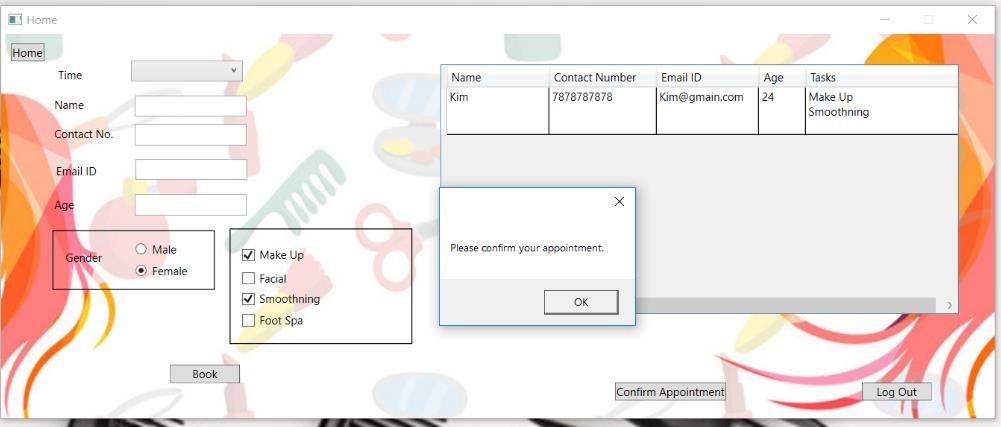 Home
Home
Time
Name
Contact No.
Email ID
Age
Gender
Male
Female
Make Up
Facial
Smoothning
Foot Spa
Book
Name Contact Number Email ID Age Tasks
Kim 7878787878 Kim@gmain.com 24 Make Up
Smoothning
Please confirm your appointment.
OK
Confirm Appointment
Log Out